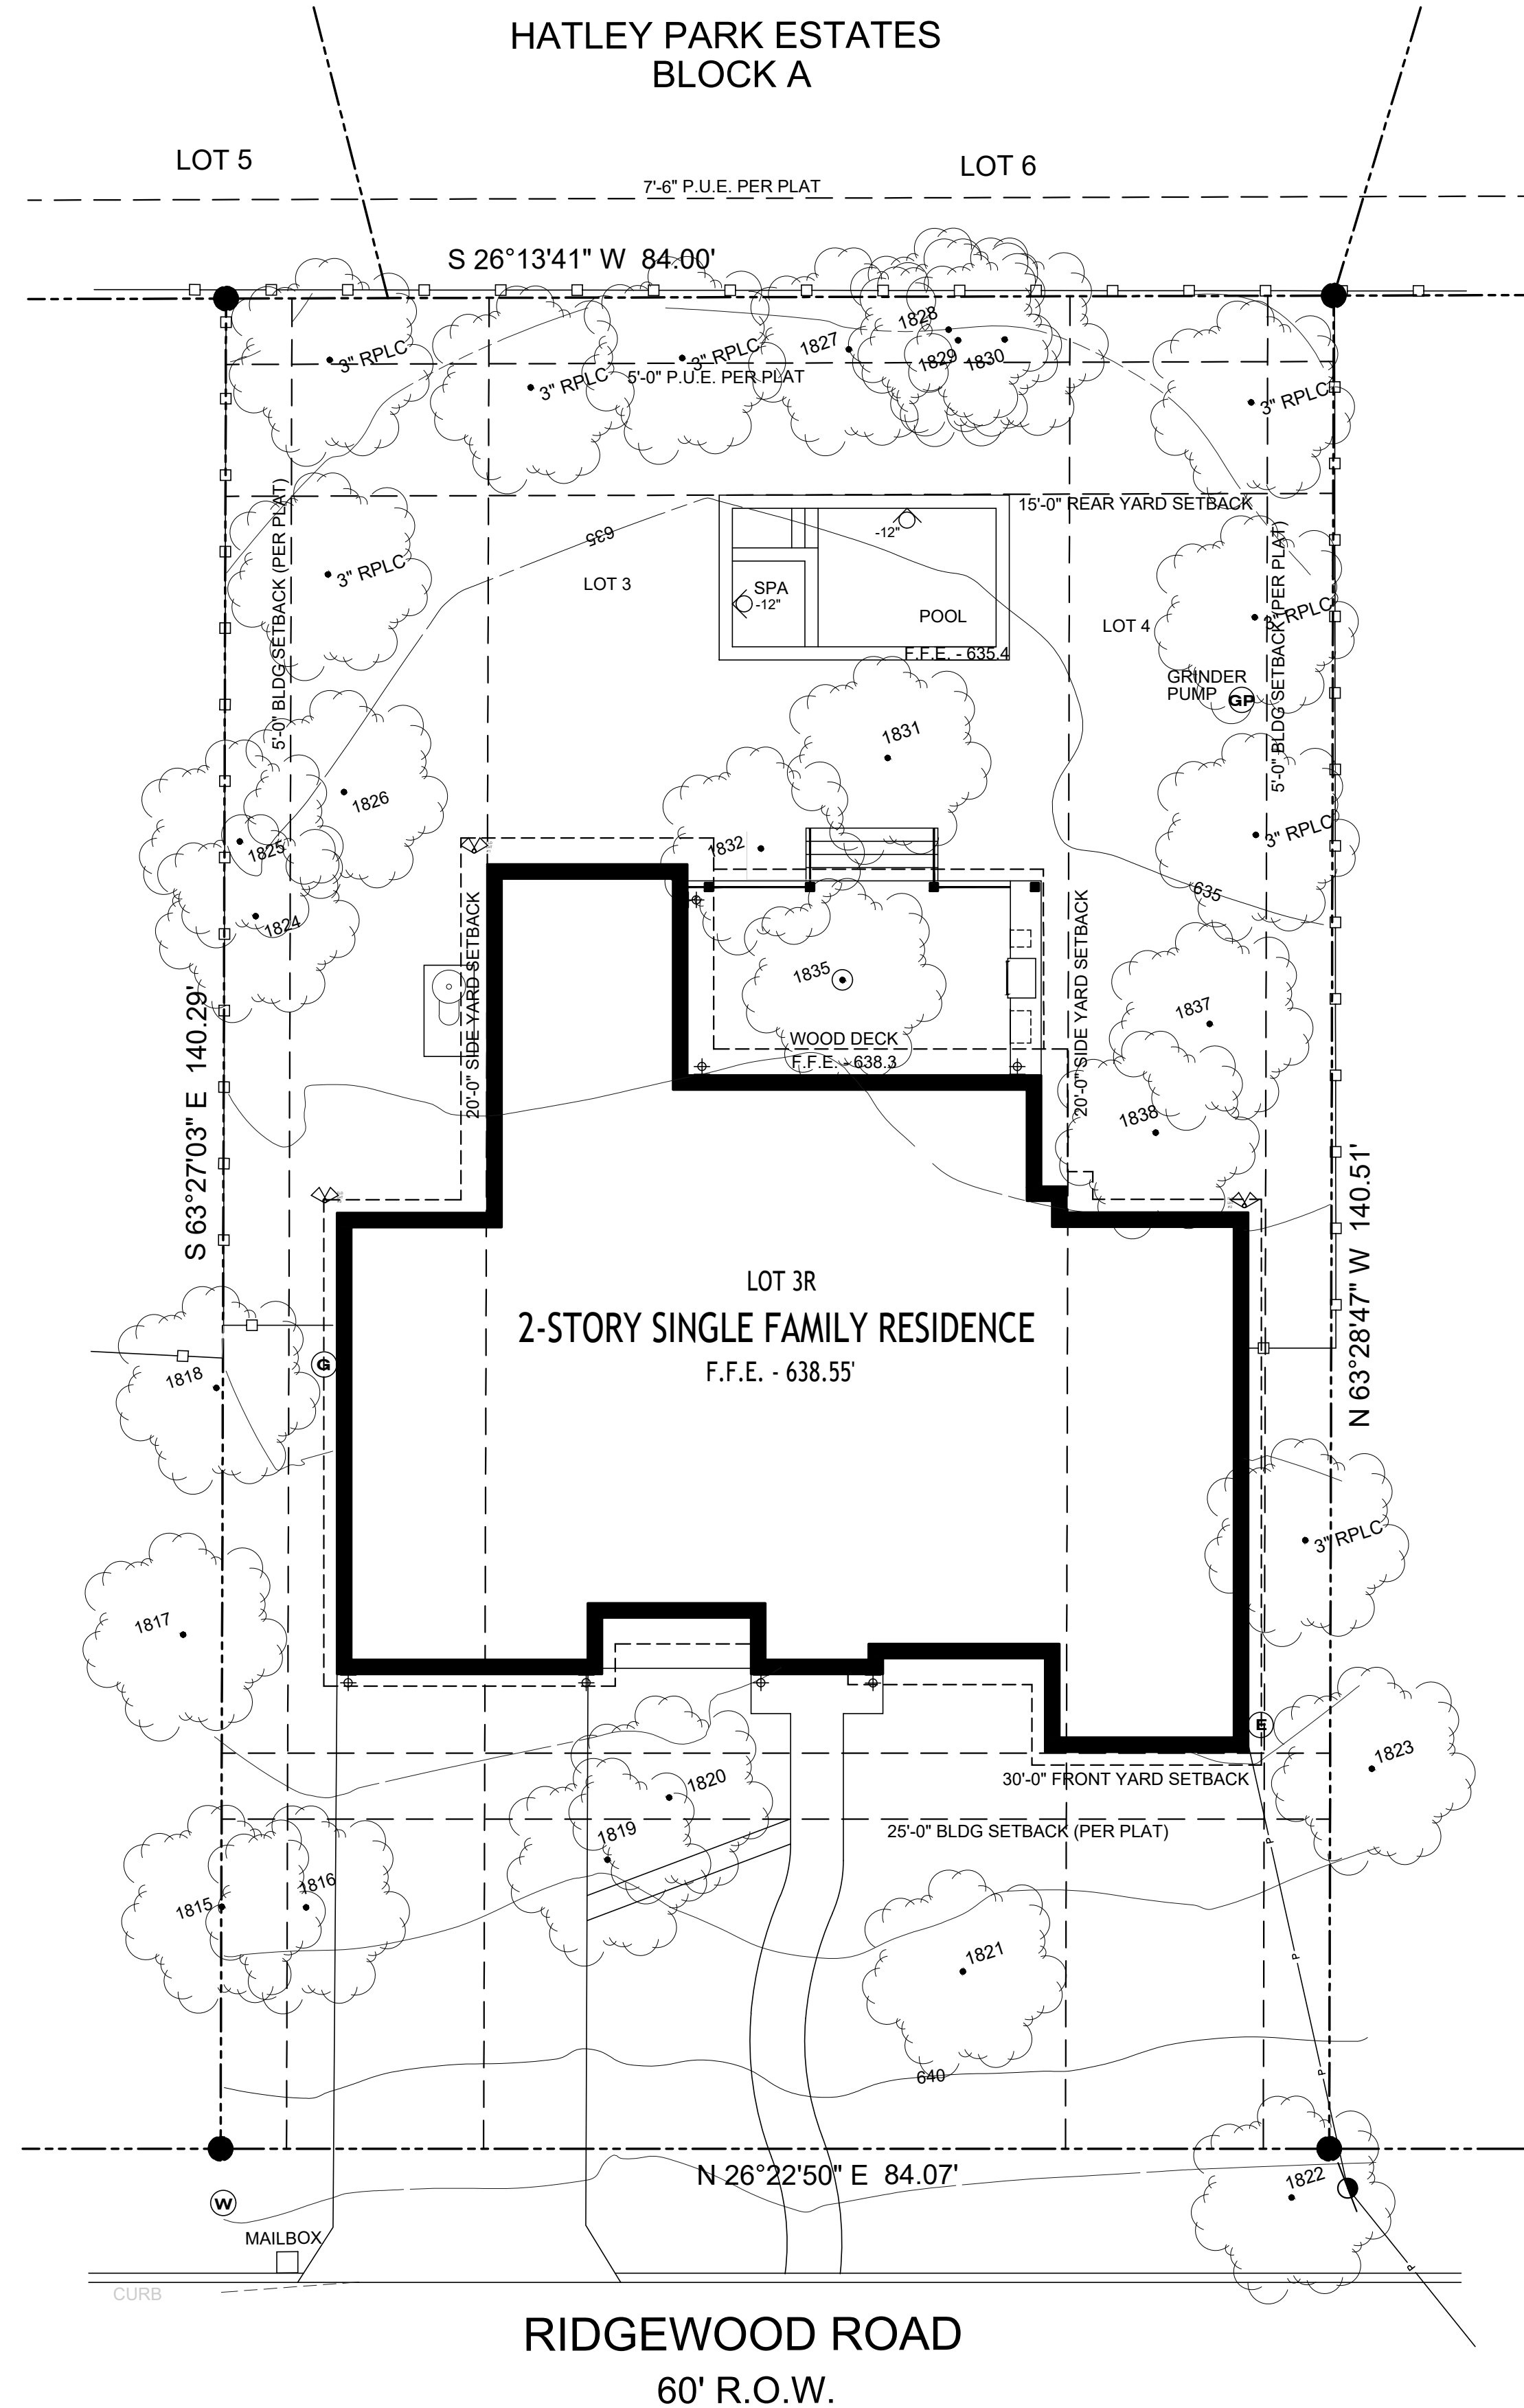 HATLEY PARK ESTATES
BLOCK A
LOT 5
LOT 6
7'-6" P.U.E. PER PLAT
S 26°13'41" W 84.00'
1828
1827
3" RPLC
3" RPLC
1829
1830
3" RPLC
5'-0" P.U.E. PER PLAT
3" RPLC
15'-0" REAR YARD SETBACK
5'-0" BLDG SETBACK (PER PLAT)
635
-12"
3" RPLC
LOT 3
SPA
-12"
POOL
LOT 4
3" RPLC
5'-0" BLDG SETBACK (PER PLAT)
F.F.E. - 635.4
GRINDER
PUMP
GP
1831
1826
3" RPLC
1832
1825
635
1824
20'-0" SIDE YARD SETBACK
20'-0" SIDE YARD SETBACK
1835
1837
WOOD DECK
F.F.E. - 638.3
1838
S 63°27'03" E 140.29'
N 63°28'47" W 140.51'
LOT 3R
2-STORY SINGLE FAMILY RESIDENCE
F.F.E. - 638.55'
G
1818
3" RPLC
1817
E
1823
30'-0" FRONT YARD SETBACK
1820
1819
25'-0" BLDG SETBACK (PER PLAT)
P
1816
1815
1821
P
640
P
N 26°22'50" E 84.07'
1822
W
MAILBOX
P
CURB
RIDGEWOOD ROAD
60' R.O.W.